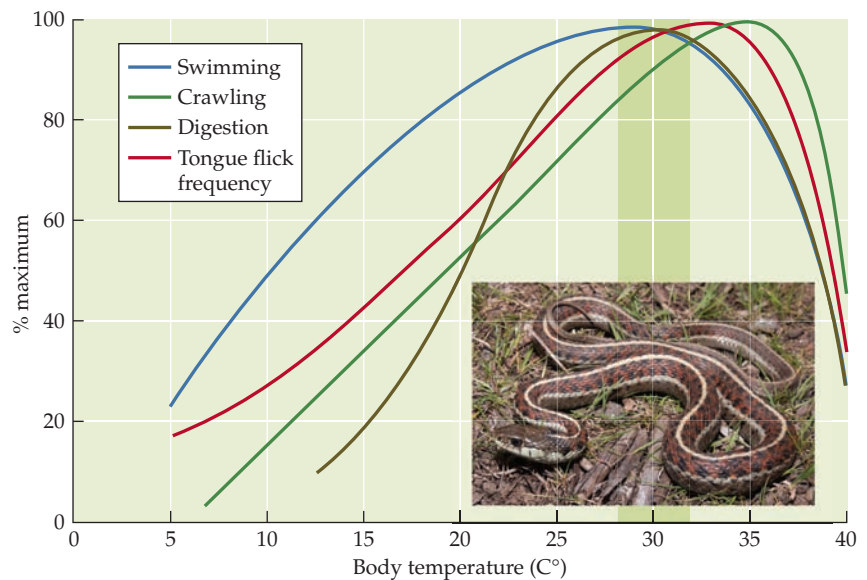 100
80
60
40
20
0
% maximum
Swimming
Crawling
Digestion
Tongue flick
frequency
0 5 10 15 20 25 30 35 40
Body temperature (C°)